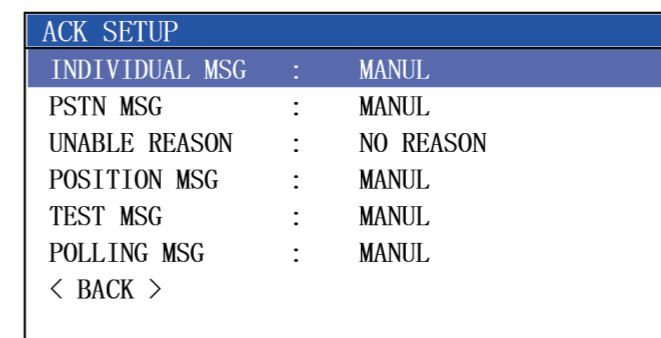 ACK SETUP
INDIVIDUAL MSG : MANUL
PSTN MSG : MANUL
UNABLE REASON : NO REASON
POSITION MSG : MANUL
TEST MSG : MANUL
POLLING MSG : MANUL
< BACK >